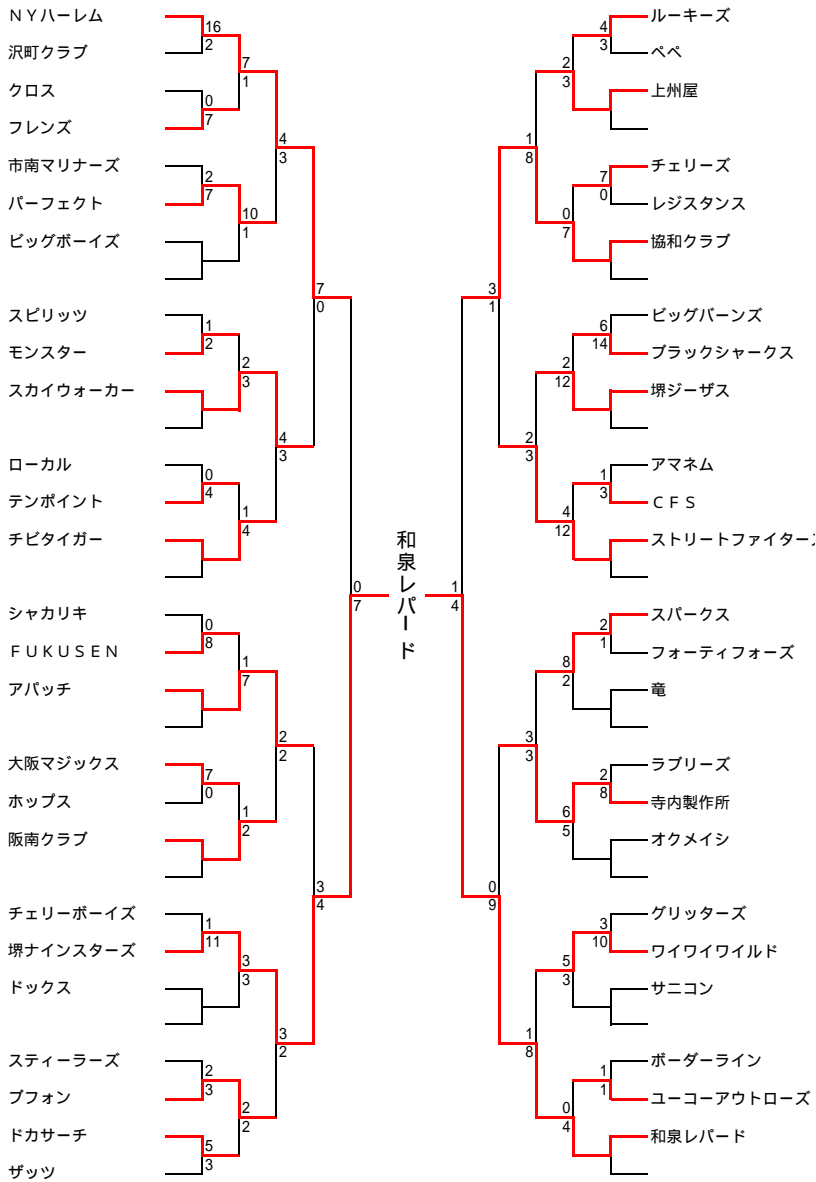 ＮＹハーレム
16
2
沢町クラブ
7
1
クロス
0
7
フレンズ
4
3
市南マリナーズ
2
7
パーフェクト
10
1
ビッグボーイズ
7
0
スピリッツ
1
2
モンスター
2
3
スカイウォーカー
4
3
ローカル
0
4
テンポイント
1
4
チビタイガー
0
7
シャカリキ
0
8
ＦＵＫＵＳＥＮ
1
7
アパッチ
2
2
大阪マジックス
7
0
ホップス
1
2
阪南クラブ
3
4
チェリーボーイズ
1
11
堺ナインスターズ
3
3
ドックス
3
2
スティーラーズ
2
3
ブフォン
2
2
ドカサーチ
5
3
ザッツ
和泉レパード
ルーキーズ
4
3
ペペ
2
3
上州屋
1
8
チェリーズ
7
0
レジスタンス
0
7
協和クラブ
3
1
ビッグバーンズ
6
14
ブラックシャークス
2
12
堺ジーザス
2
3
アマネム
1
3
ＣＦＳ
4
12
ストリートファイターズ
1
4
スパークス
2
1
フォーティフォーズ
8
2
竜
3
3
ラブリーズ
2
8
寺内製作所
6
5
オクメイシ
0
9
グリッターズ
3
10
ワイワイワイルド
5
3
サニコン
1
8
ボーダーライン
1
1
ユーコーアウトローズ
0
4
和泉レパード